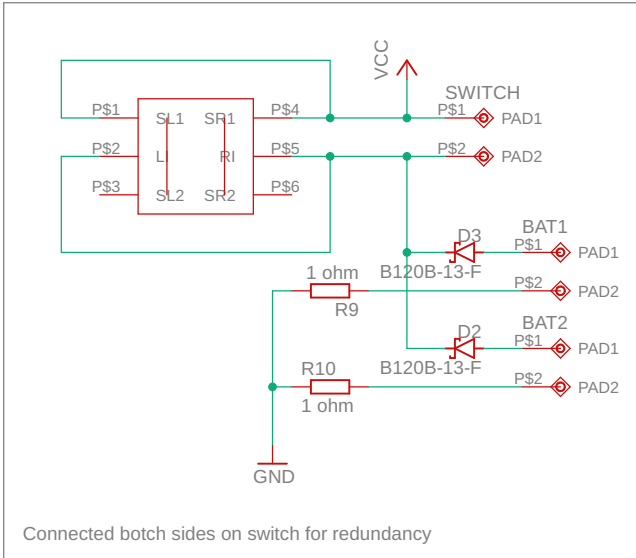 VCC
SWITCH
P$1 SL1 SR1 P$4 P$1 PAD1
P$2 LI RI P$5 P$2 PAD2
P$3 SL2 SR2 P$6
D3 BAT1
P$1 PAD1
B120B-13-F
1 ohm P$2 PAD2
R9
D2 BAT2
P$1 PAD1
B120B-13-F
R10 P$2 PAD2
1 ohm
GND
Connected botch sides on switch for redundancy